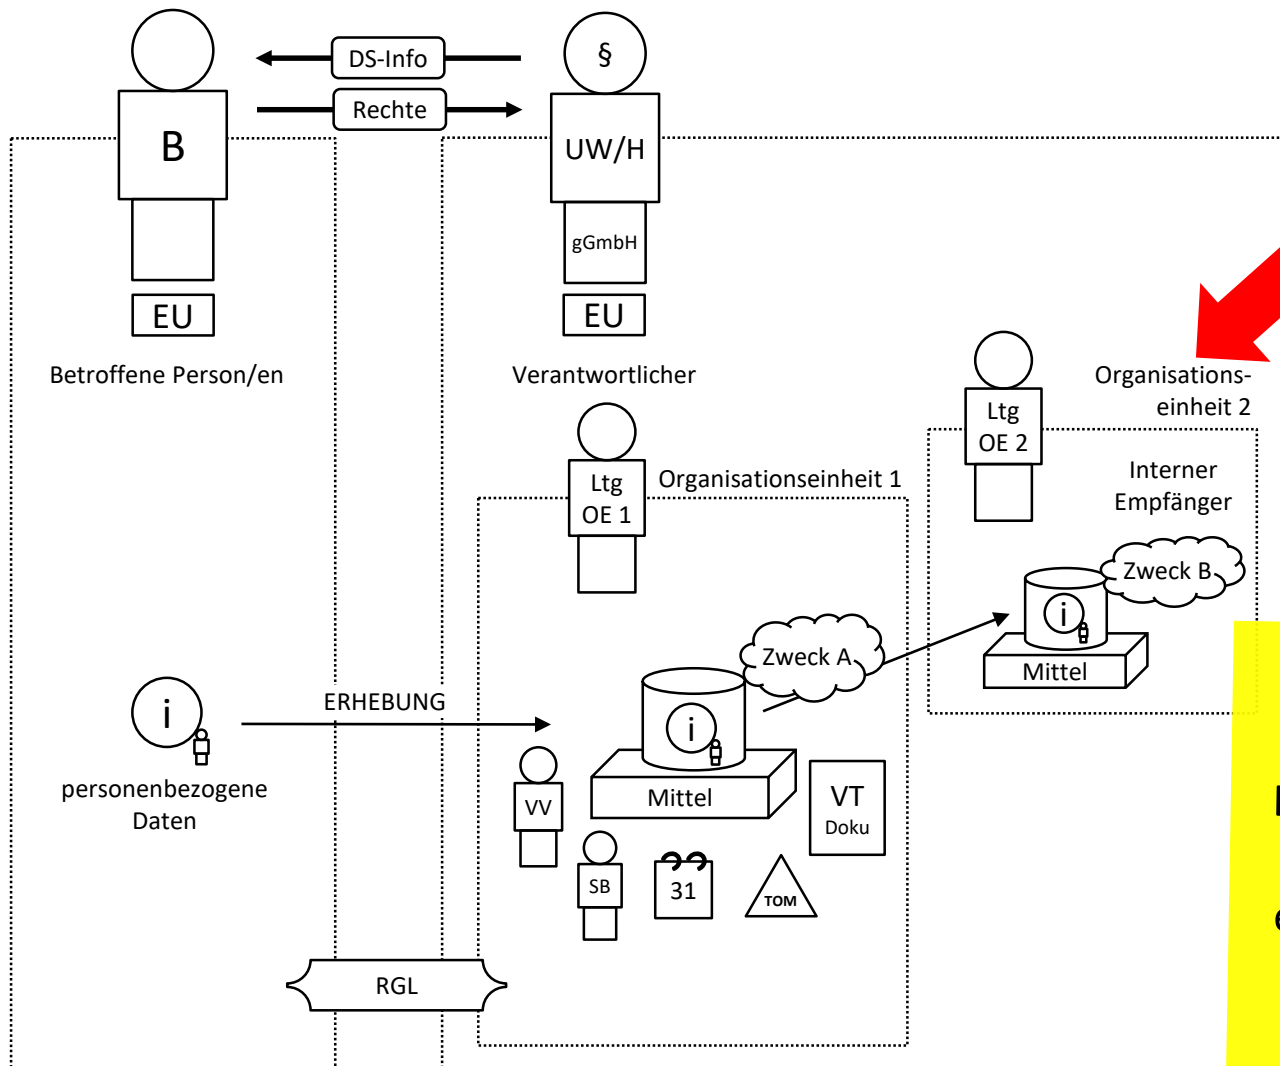 DS-Info
§
Rechte
B
UW/H
gGmbH
EU
EU
Betroffene Person/en
Verantwortlicher
Organisations-
einheit 2
Ltg
OE 2
Interner
Empfänger
Ltg
OE 1
Organisationseinheit 1
Zweck B
i
Mittel
Zweck A
ERHEBUNG
i
i
personenbezogene
Daten
Mittel
VV
VT
Doku
SB
31
TOM
RGL